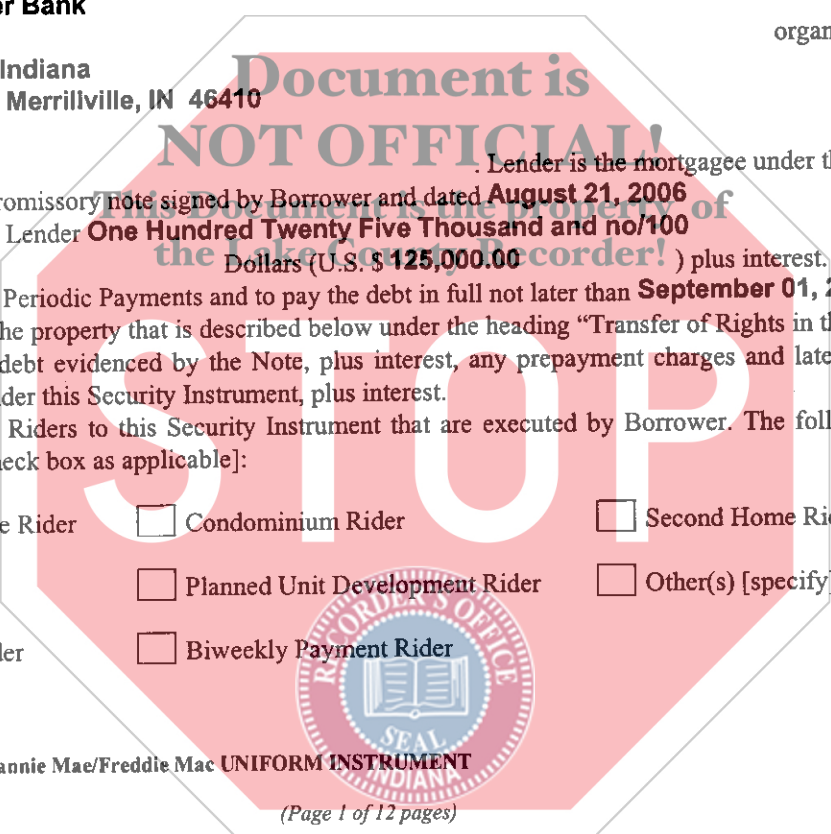 er Bank
organ
Indiana
Merrillville, IN 46410
Document is
NOT OFFICIAL!
. Lender is the mortgagee under th
romissory note signed by Borrower and dated August 21, 2006
This Document is the property of
Lender One Hundred Twenty Five Thousand and no/100
the Lake County Recorder!
Dollars (U.S. $ 125,000.00 ) plus interest.
Periodic Payments and to pay the debt in full not later than September 01, 2
he property that is described below under the heading “Transfer of Rights in th
debt evidenced by the Note, plus interest, any prepayment charges and late
der this Security Instrument, plus interest.
Riders to this Security Instrument that are executed by Borrower. The foll
eck box as applicable]:
STOP
e Rider Condominium Rider Second Home Ri
Planned Unit Development Rider Other(s) [specify]
der Biweekly Payment Rider
RECORDER'S OFFICE
SEAL
INDIANA
annie Mae/Freddie Mac UNIFORM INSTRUMENT
(Page 1 of 12 pages)